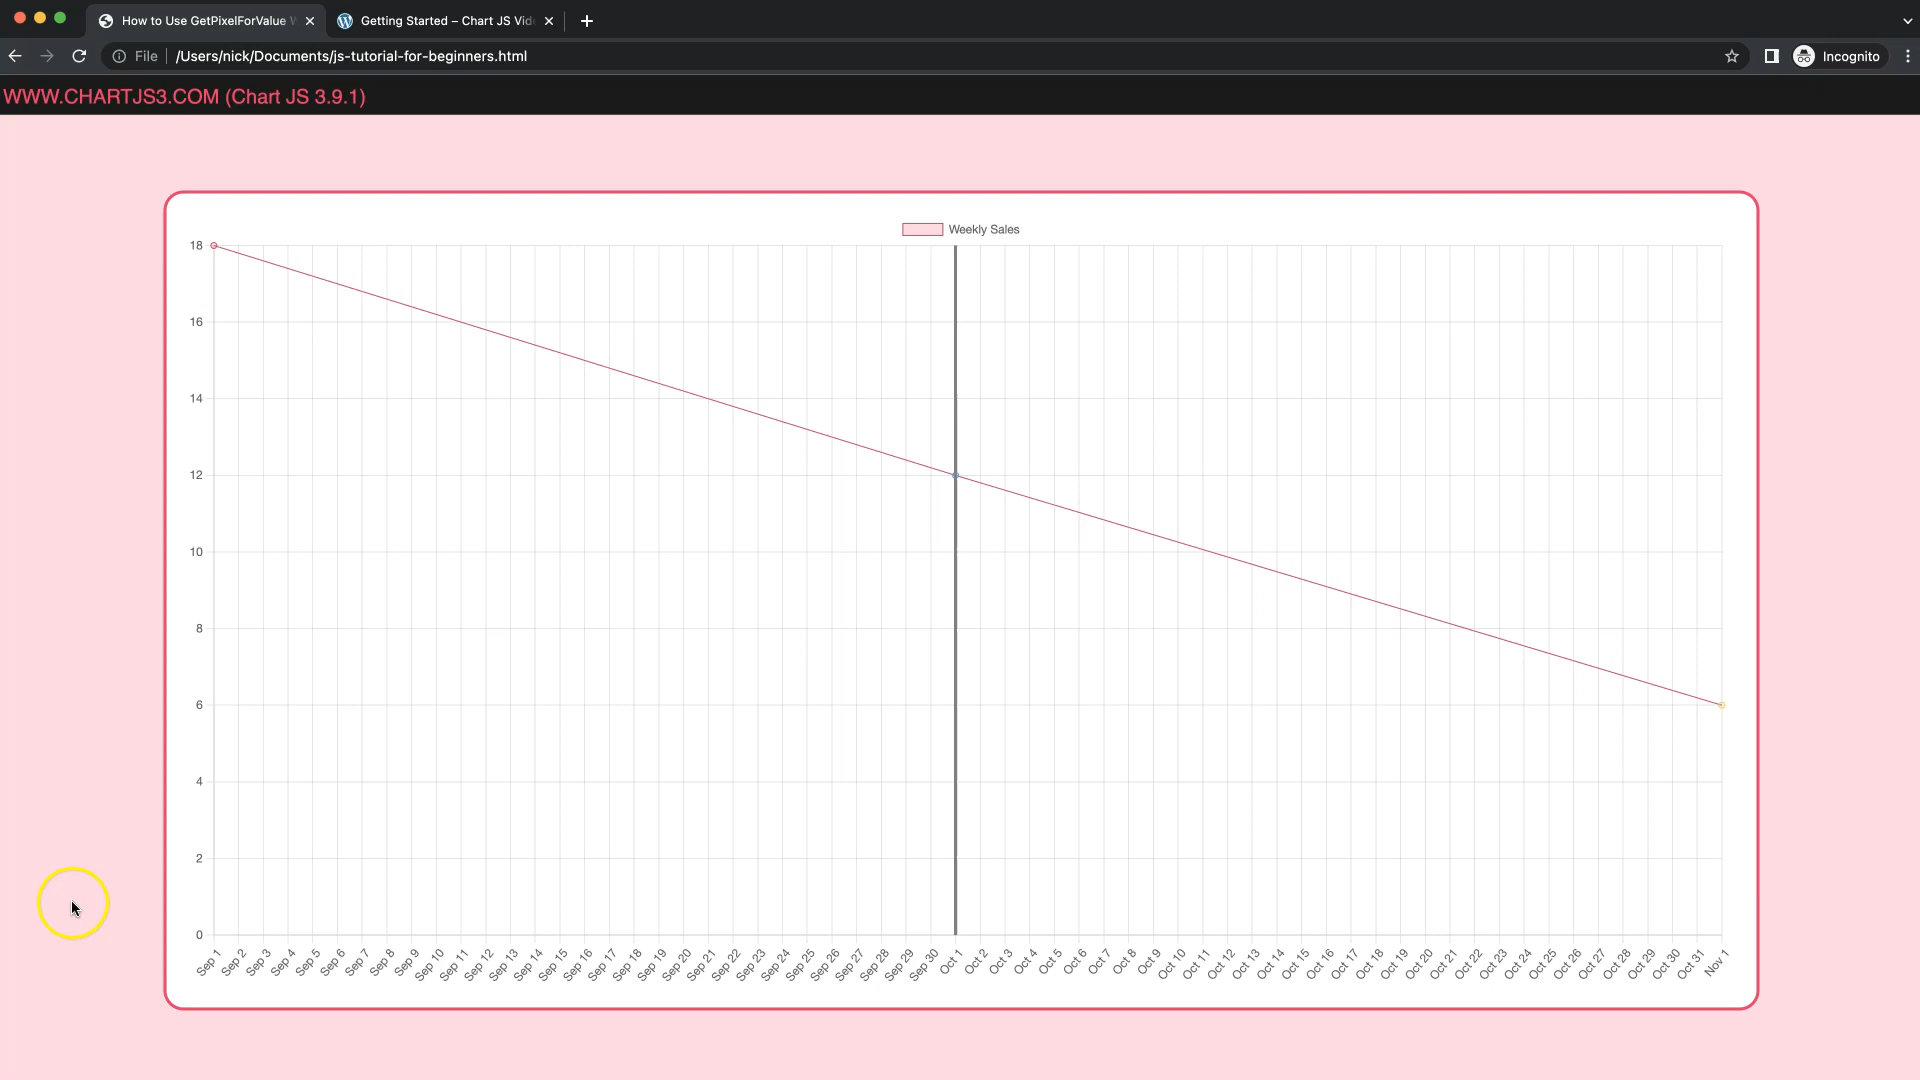 How to Use GetPixelForValue
Getting Started – Chart JS Vid
File
/Users/nick/Documents/js-tutorial-for-beginners.html
Incognito
WWW.CHARTJS3.COM (Chart JS 3.9.1)
Weekly Sales
18
16
14
12
10
8
6
4
2
0
Sep 1
Sep 2
Sep 3
Sep 4
Sep 5
Sep 6
Sep 7
Sep 8
Sep 9
Sep 10
Sep 11
Sep 12
Sep 13
Sep 14
Sep 15
Sep 16
Sep 17
Sep 18
Sep 19
Sep 20
Sep 21
Sep 22
Sep 23
Sep 24
Sep 25
Sep 26
Sep 27
Sep 28
Sep 29
Sep 30
Oct 1
Oct 2
Oct 3
Oct 4
Oct 5
Oct 6
Oct 7
Oct 8
Oct 9
Oct 10
Oct 11
Oct 12
Oct 13
Oct 14
Oct 15
Oct 16
Oct 17
Oct 18
Oct 19
Oct 20
Oct 21
Oct 22
Oct 23
Oct 24
Oct 25
Oct 26
Oct 27
Oct 28
Oct 29
Oct 30
Oct 31
Nov 1